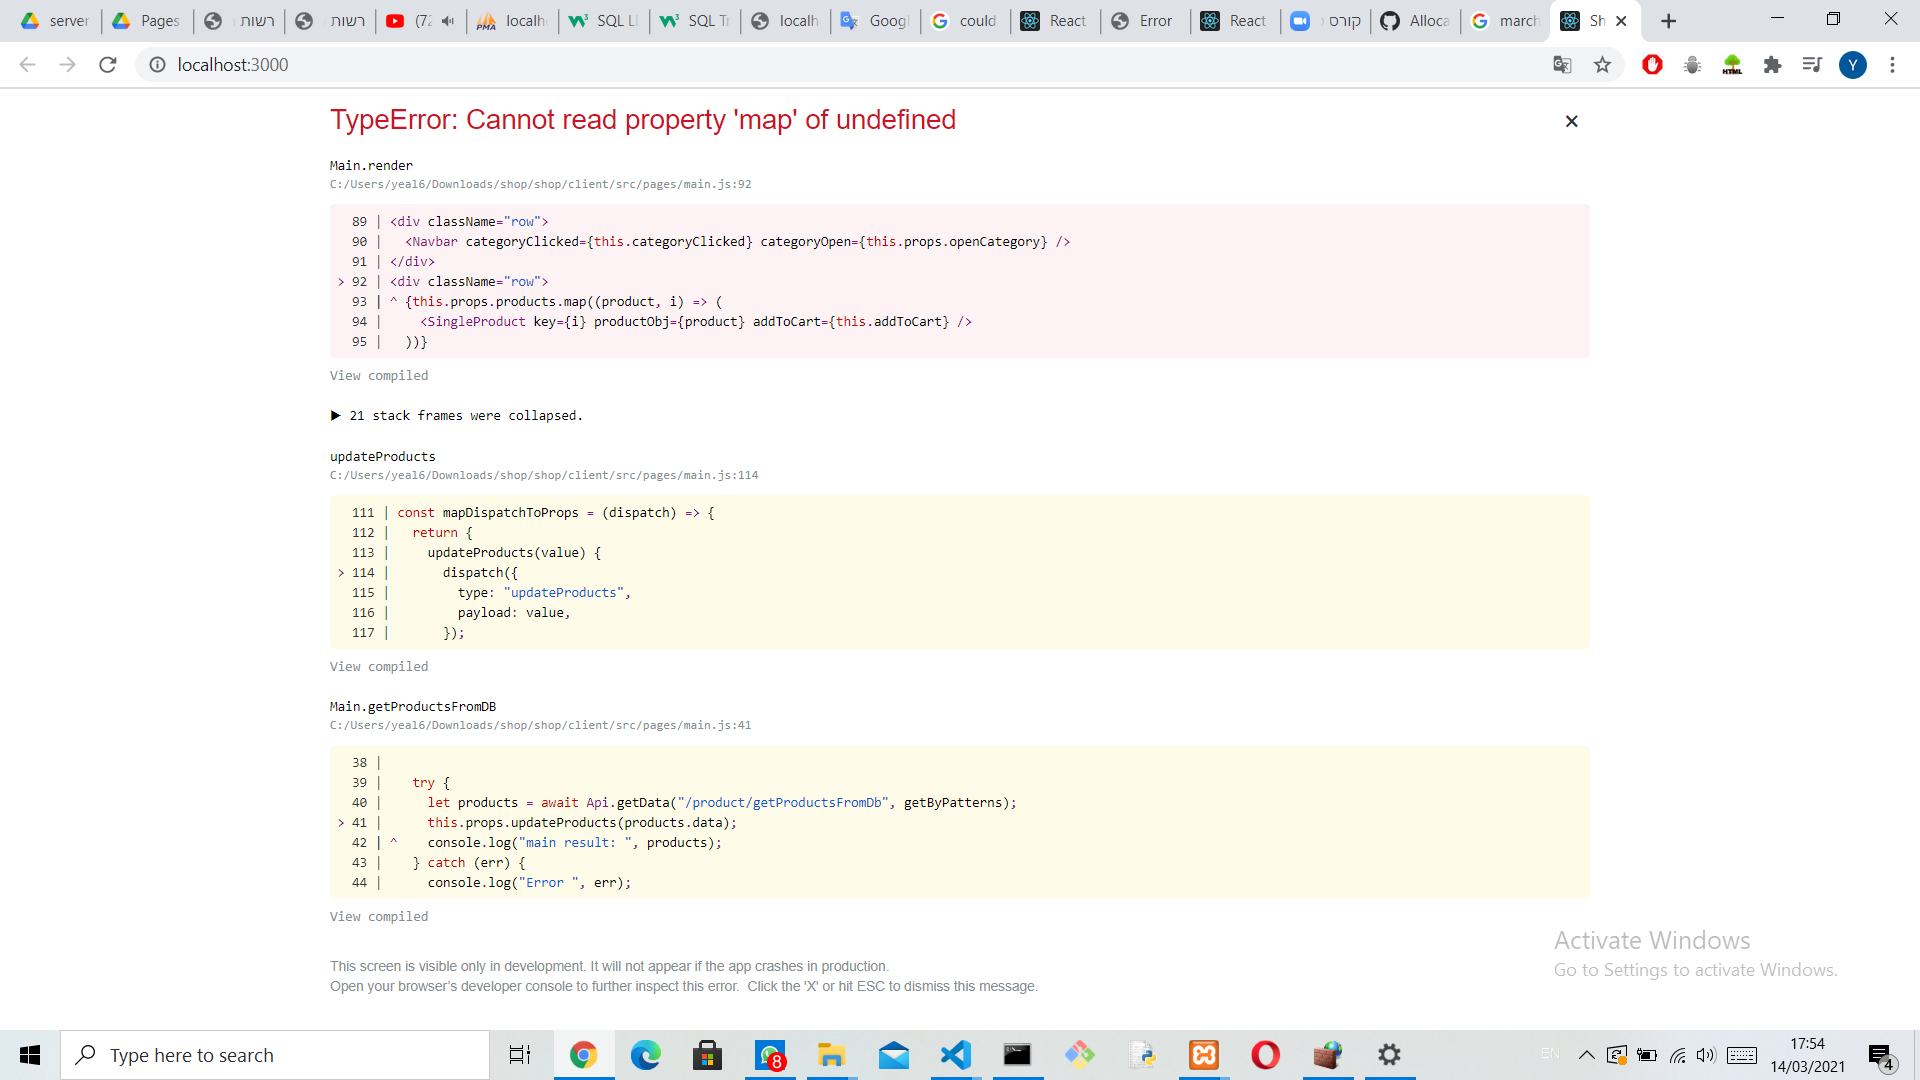 server
Pages
רשות
רשות
(72
localh
SQL LI
SQL Tr
localh
Googl
could
React
Error
React
קורס
Alloca
march
Sh
localhost:3000
Y
TypeError: Cannot read property 'map' of undefined
Main.render
C:/Users/yeal6/Downloads/shop/shop/client/src/pages/main.js:92
89 | <div className="row">
90 |   <Navbar categoryClicked={this.categoryClicked} categoryOpen={this.props.openCategory} />
91 | </div>
> 92 | <div className="row">
93 | ^ {this.props.products.map((product, i) => (
94 |     <SingleProduct key={i} productObj={product} addToCart={this.addToCart} />
95 |   ))}
View compiled
▶ 21 stack frames were collapsed.
updateProducts
C:/Users/yeal6/Downloads/shop/shop/client/src/pages/main.js:114
111 | const mapDispatchToProps = (dispatch) => {
112 |   return {
113 |     updateProducts(value) {
> 114 |       dispatch({
115 |         type: "updateProducts",
116 |         payload: value,
117 |       });
View compiled
Main.getProductsFromDB
C:/Users/yeal6/Downloads/shop/shop/client/src/pages/main.js:41
38 |
39 |    try {
40 |      let products = await Api.getData("/product/getProductsFromDb", getByPatterns);
> 41 |      this.props.updateProducts(products.data);
42 | ^    console.log("main result: ", products);
43 |    } catch (err) {
44 |      console.log("Error ", err);
View compiled
Activate Windows
Go to Settings to activate Windows.
This screen is visible only in development. It will not appear if the app crashes in production.
Open your browser's developer console to further inspect this error.  Click the 'X' or hit ESC to dismiss this message.
Type here to search
8
EN
17:54
14/03/2021
4